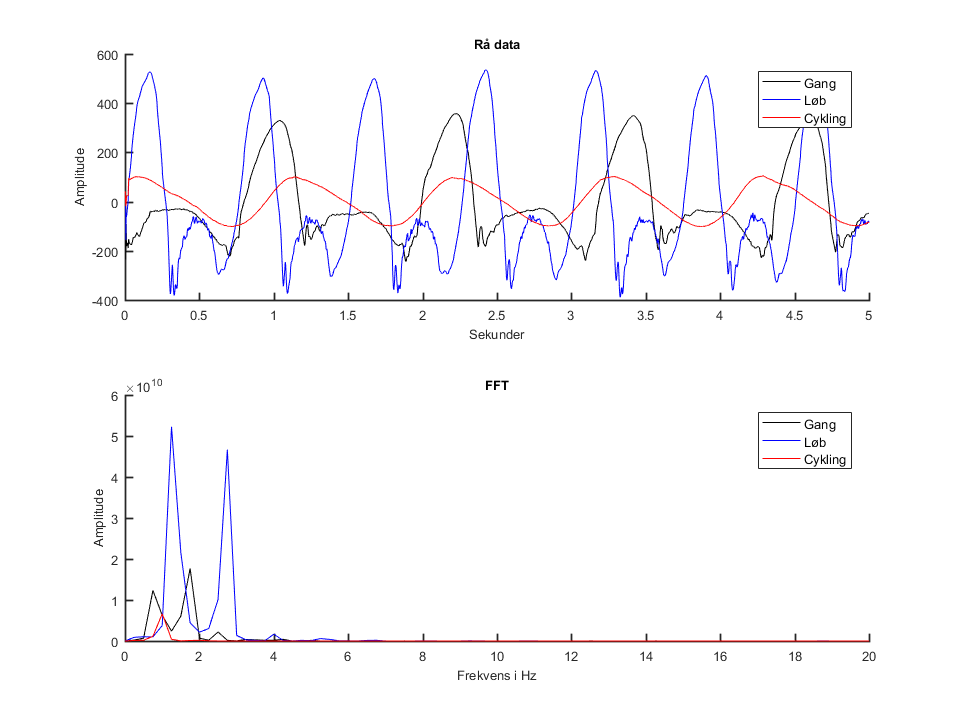 Rå data
600
400
200
0
-200
-400
Amplitude
Gang
Løb
Cykling
0 0.5 1 1.5 2 2.5 3 3.5 4 4.5 5
Sekunder
FFT
×10^10
6
5
4
3
2
1
0
Amplitude
Gang
Løb
Cykling
0 2 4 6 8 10 12 14 16 18 20
Frekvens i Hz